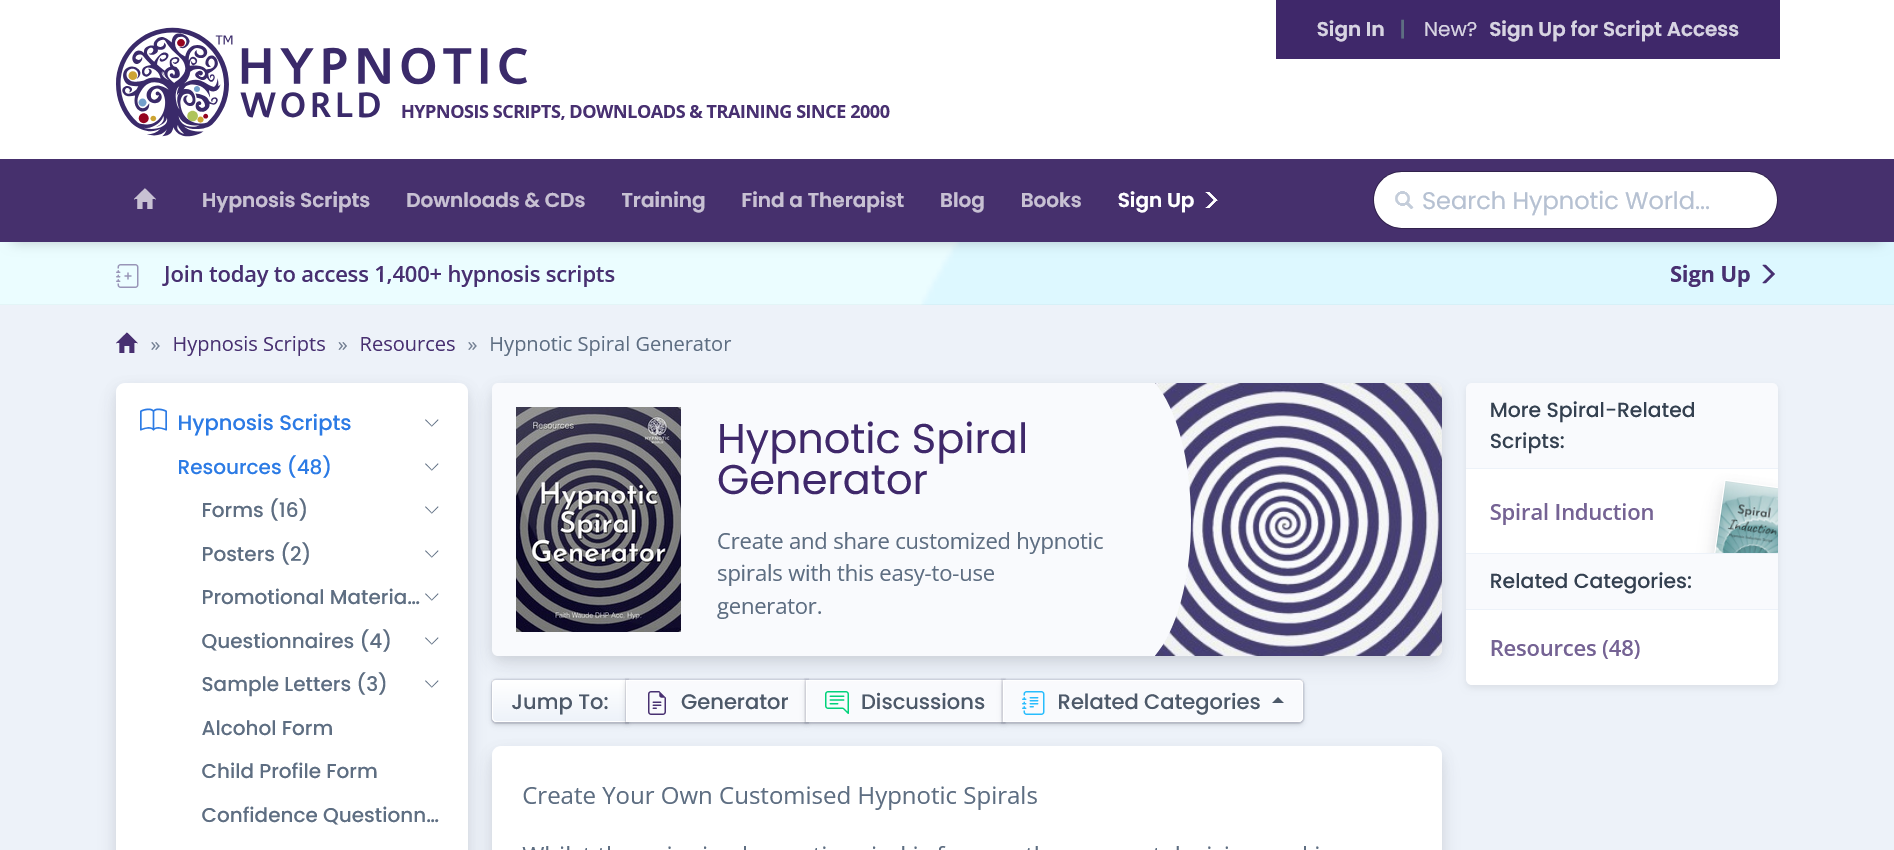 Sign In | New? Sign Up for Script Access
TM
HYPNOTIC
WORLD HYPNOSIS SCRIPTS, DOWNLOADS & TRAINING SINCE 2000
Hypnosis Scripts Downloads & CDs Training Find a Therapist Blog Books Sign Up
Search Hypnotic World...
Join today to access 1,400+ hypnosis scripts
Sign Up
» Hypnosis Scripts » Resources » Hypnotic Spiral Generator
Hypnosis Scripts
Resources (48)
Forms (16)
Posters (2)
Promotional Materia...
Questionnaires (4)
Sample Letters (3)
Alcohol Form
Child Profile Form
Confidence Questionn...
Resources
HYPNOTIC
WORLD
Hypnotic
Spiral
Generator
Faith Waude DHP Acc. Hyp.
Hypnotic Spiral
Generator
Create and share customized hypnotic
spirals with this easy-to-use
generator.
Jump To: Generator Discussions Related Categories
Create Your Own Customised Hypnotic Spirals
More Spiral-Related
Scripts:
Spiral Induction
Spiral
Induction
Related Categories:
Resources (48)